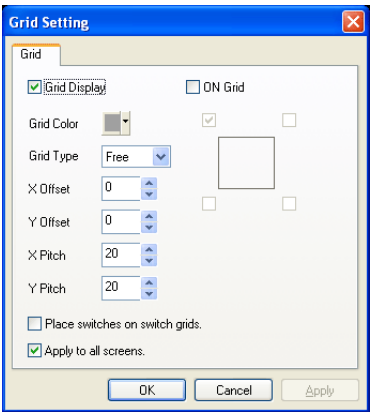 Grid Setting
Grid
Grid Display
ON Grid
Grid Color
Grid Type Free
X Offset 0
Y Offset 0
X Pitch 20
Y Pitch 20
Place switches on switch grids.
Apply to all screens.
OK Cancel Apply